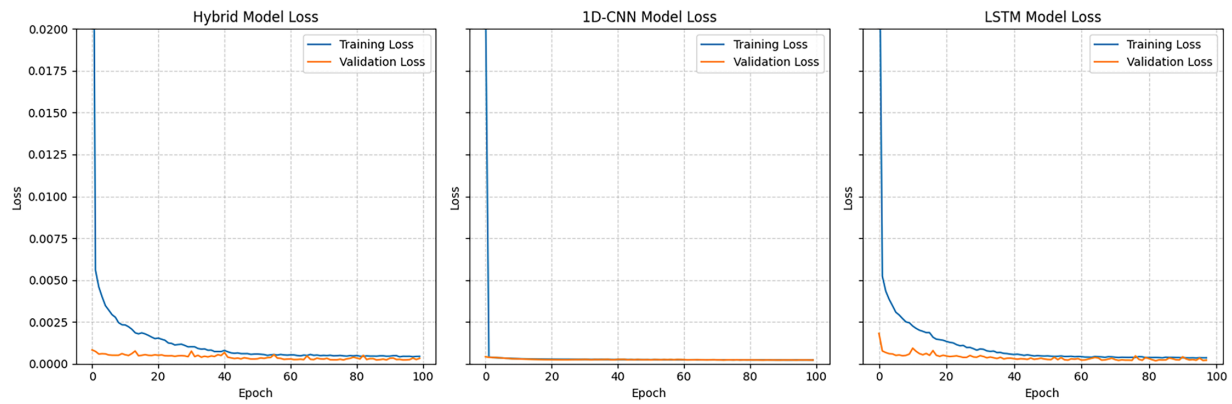 Hybrid Model Loss
0.0200
0.0175
0.0150
0.0125
0.0100
0.0075
0.0050
0.0025
0.0000
Loss
Training Loss
Validation Loss
0 20 40 60 80 100
Epoch
1D-CNN Model Loss
Loss
Training Loss
Validation Loss
0 20 40 60 80 100
Epoch
LSTM Model Loss
Loss
Training Loss
Validation Loss
0 20 40 60 80 100
Epoch